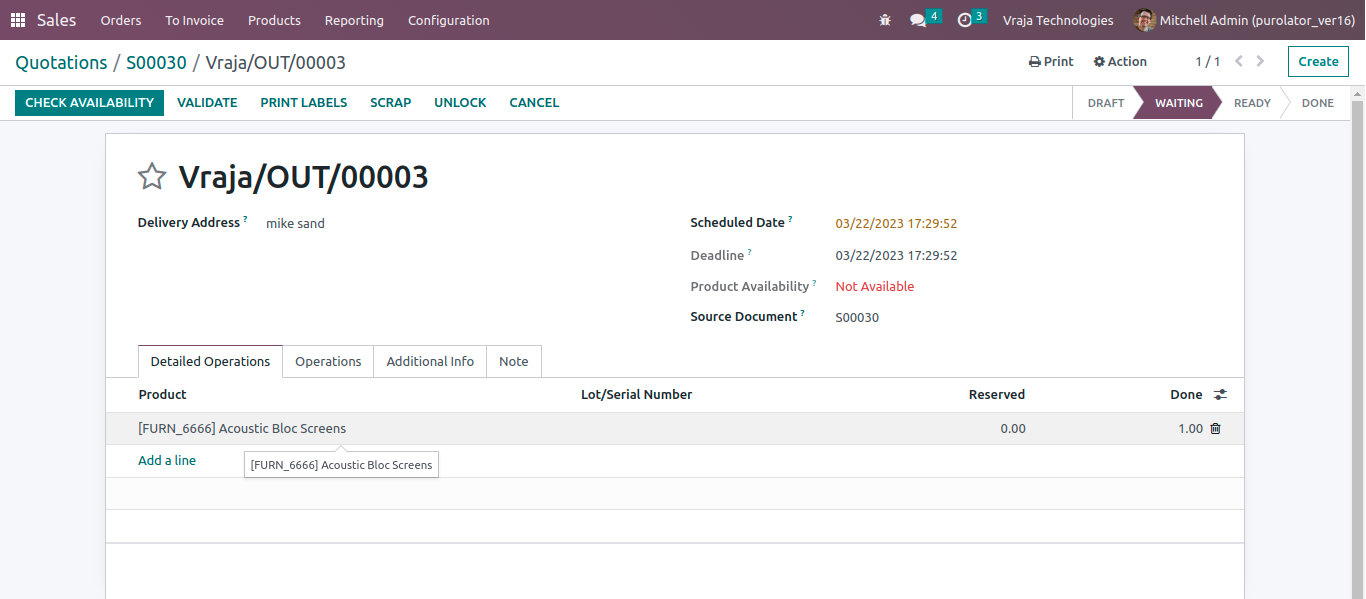 Sales Orders To Invoice Products Reporting Configuration 4 3 Vraja Technologies Mitchell Admin (purolator_ver16)
Quotations / S00030 / Vraja/OUT/00003 Print Action 1 / 1 Create
CHECK AVAILABILITY VALIDATE PRINT LABELS SCRAP UNLOCK CANCEL DRAFT WAITING READY DONE
Vraja/OUT/00003
Delivery Address ? mike sand Scheduled Date ? 03/22/2023 17:29:52
Deadline ? 03/22/2023 17:29:52
Product Availability ? Not Available
Source Document ? S00030
Detailed Operations Operations Additional Info Note
Product Lot/Serial Number Reserved Done
[FURN_6666] Acoustic Bloc Screens 0.00 1.00
Add a line
[FURN_6666] Acoustic Bloc Screens